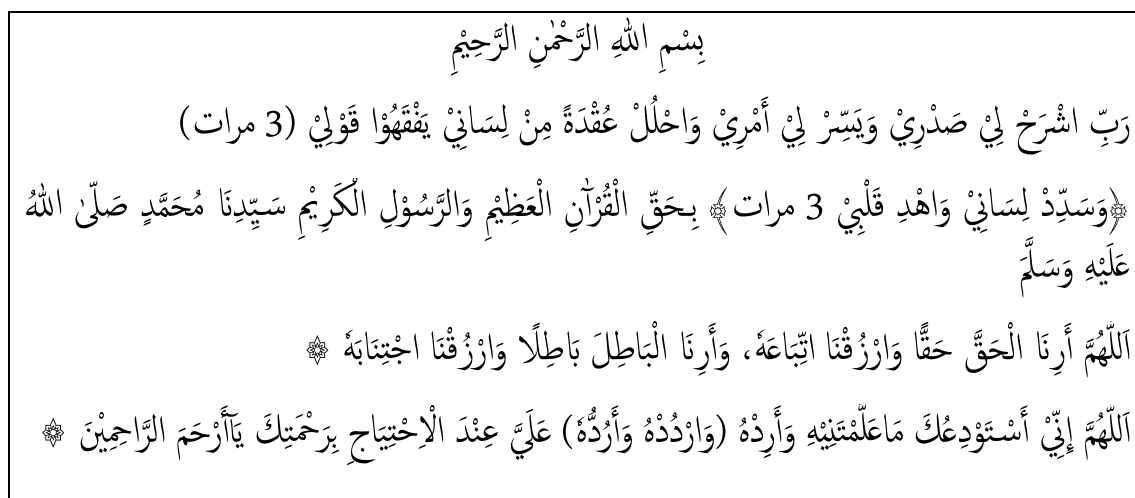 بِسْمِ اللهِ الرَّحْمٰنِ الرَّحِيْمِ
رَبِّ اشْرَحْ لِيْ صَدْرِيْ وَيَسِّرْ لِيْ أَمْرِيْ وَاحْلُلْ عُقْدَةً مِنْ لِسَانِيْ يَفْقَهُوْا قَوْلِيْ (3 مرات)
﴿وَسَدِّدْ لِسَانِيْ وَاهْدِ قَلْبِيْ 3 مرات﴾ بِحَقِّ الْقُرْآنِ الْعَظِيْمِ وَالرَّسُوْلِ الْكَرِيْمِ سَيِّدِنَا مُحَمَّدٍ صَلّىٰ اللهُ
عَلَيْهِ وَسَلَّمَ
اَللّٰهُمَّ أَرِنَا الْحَقَّ حَقًّا وَارْزُقْنَا اتِّبَاعَهٗ، وَأَرِنَا الْبَاطِلَ بَاطِلًا وَارْزُقْنَا اجْتِنَابَهٗ ۞
اَللّٰهُمَّ إِنِّيْ أَسْتَوْدِعُكَ مَاعَلَّمْتَنِيْهِ وَأَرِدْهُ (وَارْدُدْهُ وَأَرُدُّهٗ) عَلَيَّ عِنْدَ الْاِحْتِيَاجِ بِرَحْمَتِكَ يَآأَرْحَمَ الرَّاحِمِيْنَ ۞